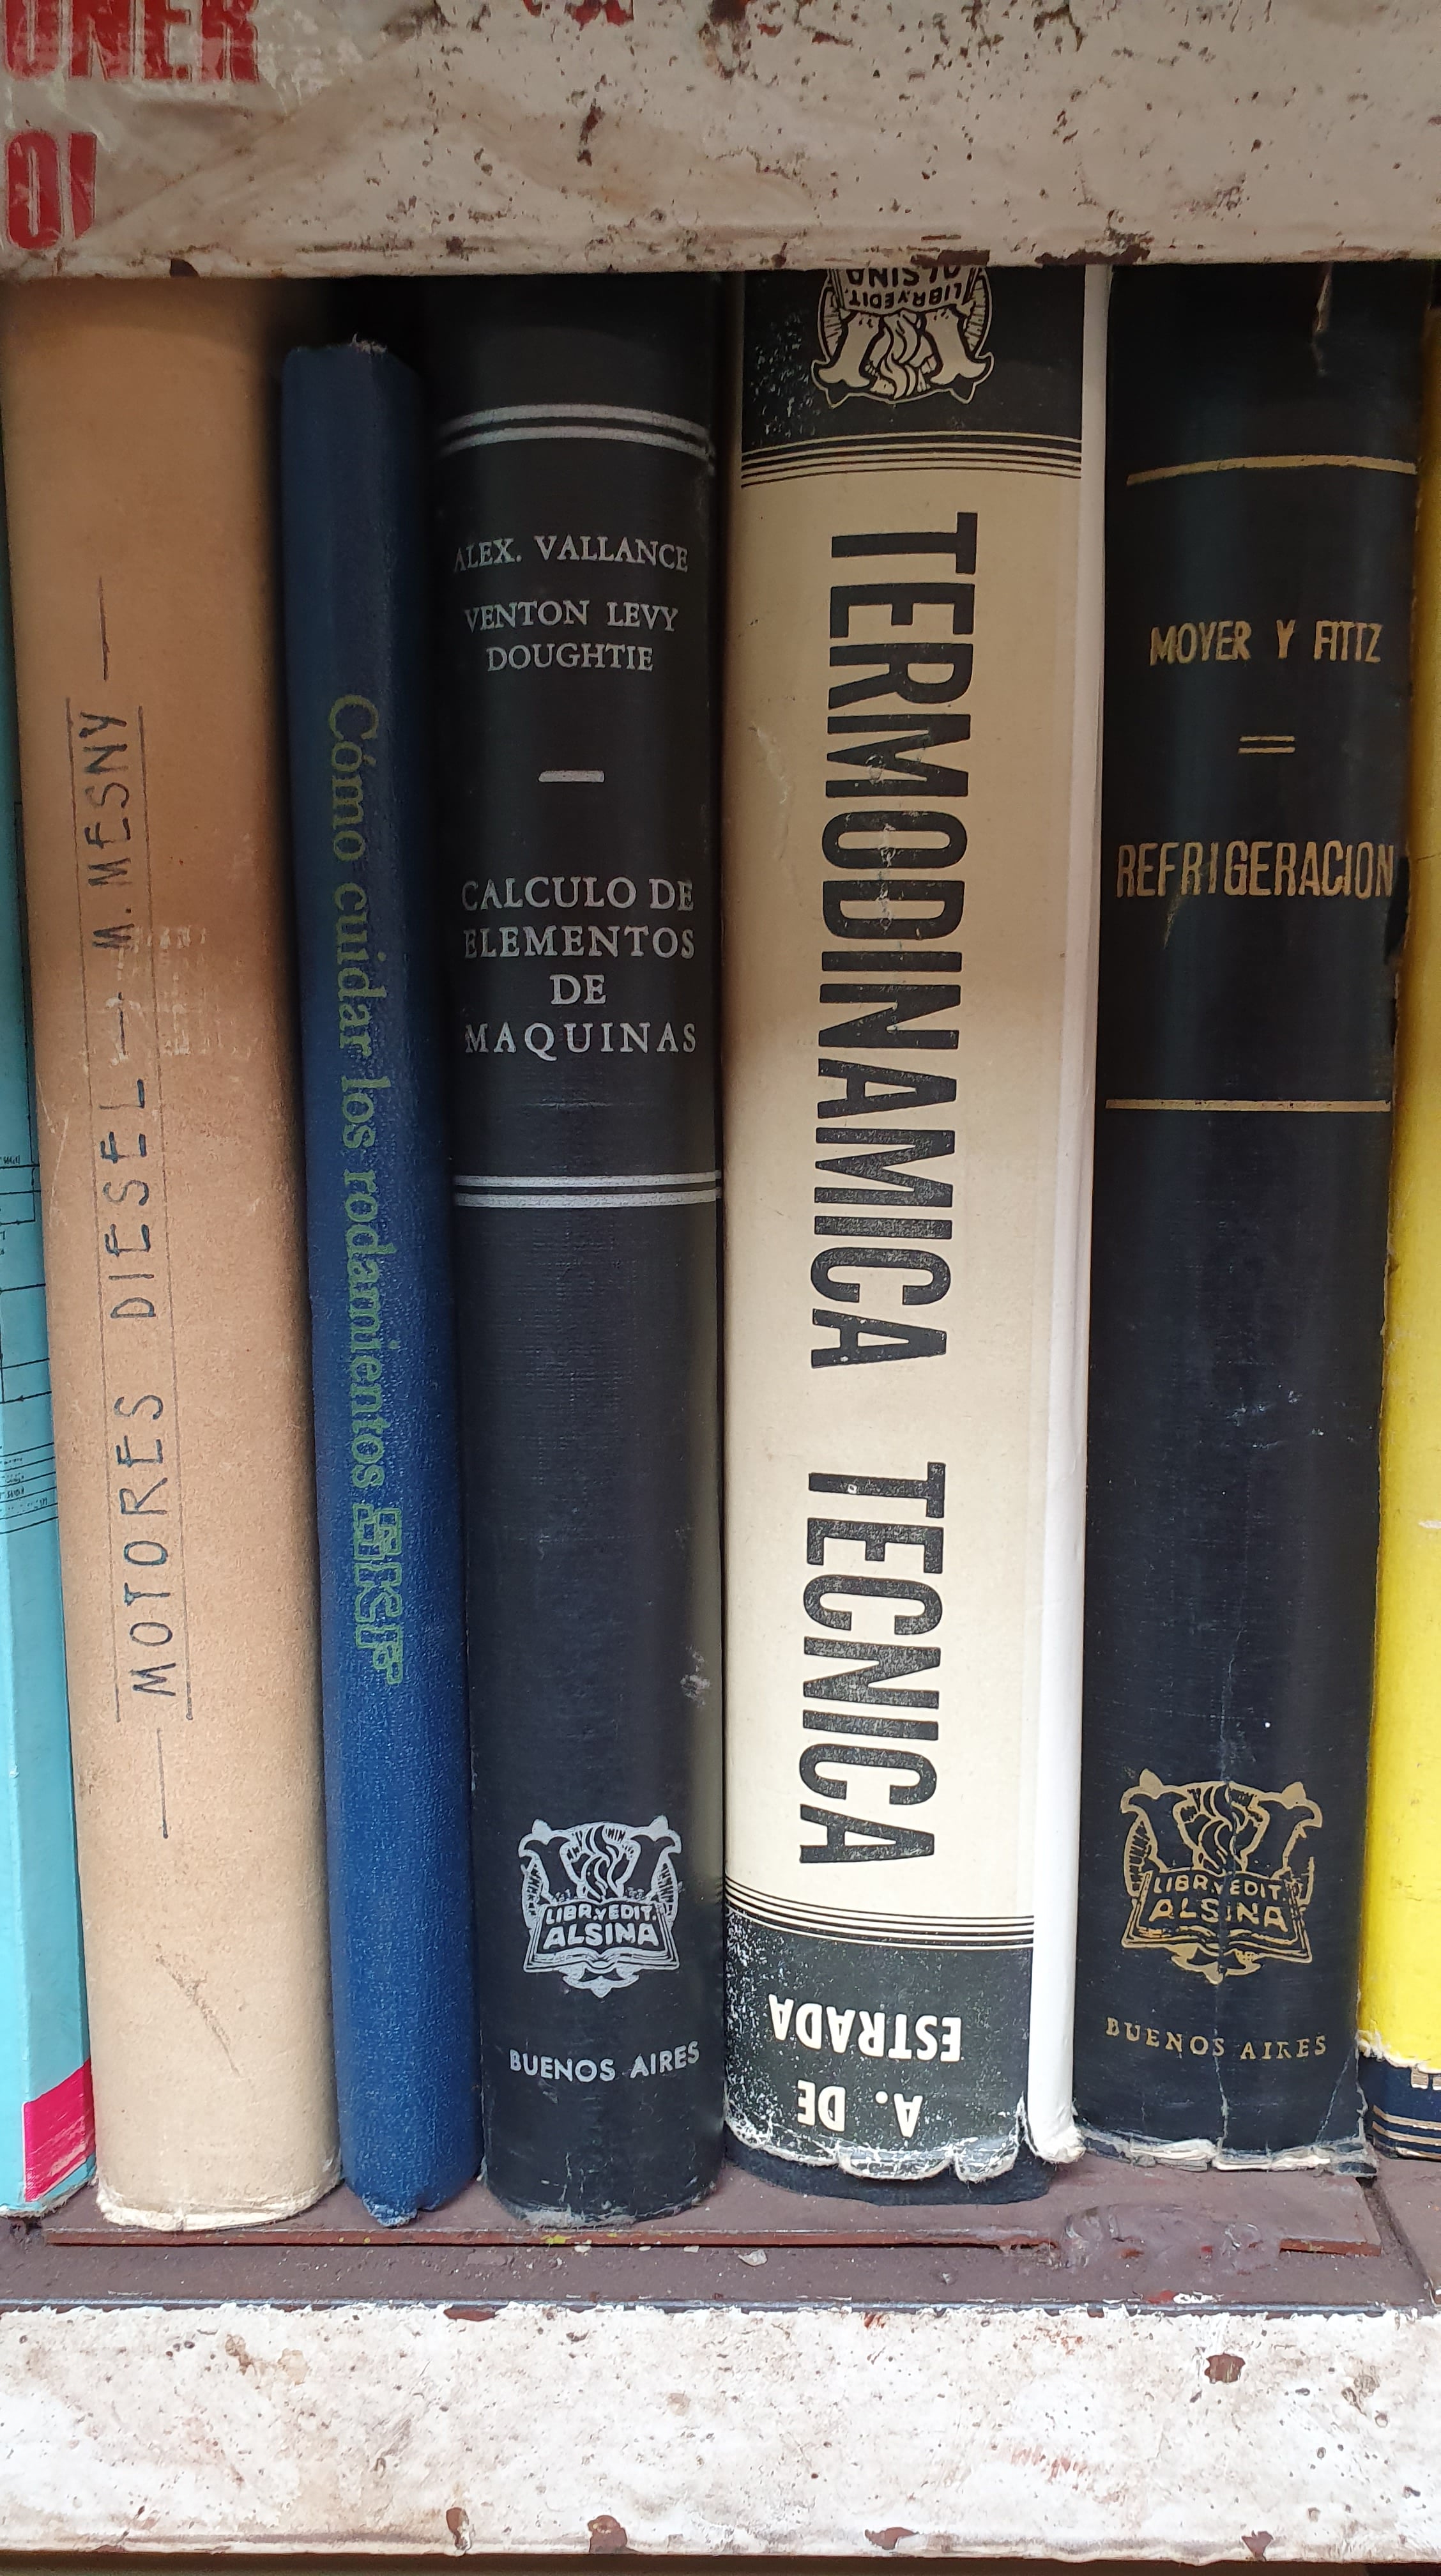 MOTORES DIESEL — M. MESNY
Cómo cuidar los rodamientos SKF
ALEX. VALLANCE
VENTON LEVY
DOUGHTIE
CALCULO DE
ELEMENTOS
DE
MAQUINAS
LIBR. Y EDIT.
ALSINA
BUENOS AIRES
LIBR. Y EDIT.
ALSINA
TERMODINAMICA TECNICA
A. DE
ESTRADA
MOYER Y FITTZ
REFRIGERACION
LIBR. Y EDIT.
ALSINA
BUENOS AIRES